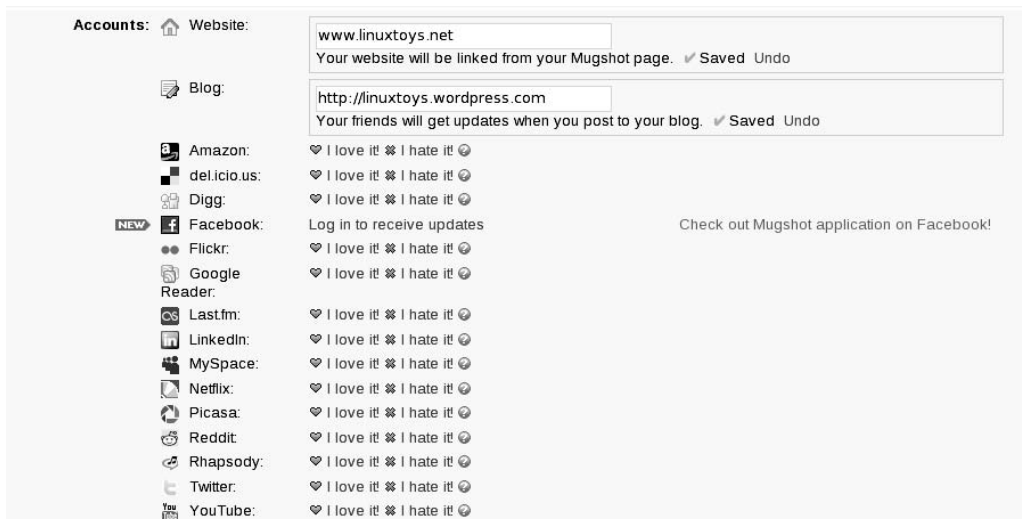 Accounts: Website: www.linuxtoys.net
Your website will be linked from your Mugshot page. Saved Undo
Blog: http://linuxtoys.wordpress.com
Your friends will get updates when you post to your blog. Saved Undo
Amazon: I love it! I hate it!
del.icio.us: I love it! I hate it!
Digg: I love it! I hate it!
NEW Facebook: Log in to receive updates Check out Mugshot application on Facebook!
Flickr: I love it! I hate it!
Google Reader: I love it! I hate it!
Last.fm: I love it! I hate it!
LinkedIn: I love it! I hate it!
MySpace: I love it! I hate it!
Netflix: I love it! I hate it!
Picasa: I love it! I hate it!
Reddit: I love it! I hate it!
Rhapsody: I love it! I hate it!
Twitter: I love it! I hate it!
YouTube: I love it! I hate it!